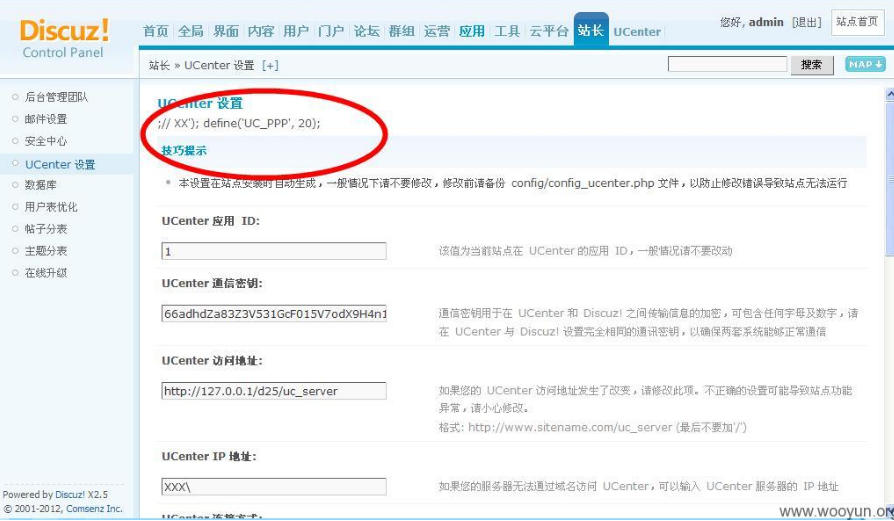 Discuz!
Control Panel
首页 全局 界面 内容 用户 门户 论坛 群组 运营 应用 工具 云平台 站长 UCenter
您好, admin [退出] 站点首页
站长 » UCenter 设置 [+]
搜索 MAP
后台管理团队
邮件设置
安全中心
UCenter 设置
数据库
用户表优化
帖子分表
主题分表
在线升级
UCenter 设置
;// XX'); define('UC_PPP', 20);
技巧提示
本设置在站点安装时自动生成，一般情况下请不要修改，修改前请备份 config/config_ucenter.php 文件，以防止修改错误导致站点无法运行
UCenter 应用 ID:
1
该值为当前站点在 UCenter 的应用 ID，一般情况请不要改动
UCenter 通信密钥:
66adhdZa83Z3V531GcF015V7odX9H4n1
通信密钥用于在 UCenter 和 Discuz! 之间传输信息的加密，可包含任何字母及数字，请
在 UCenter 与 Discuz! 设置完全相同的通讯密钥，以确保两套系统能够正常通信
UCenter 访问地址:
http://127.0.0.1/d25/uc_server
如果您的 UCenter 访问地址发生了改变，请修改此项。不正确的设置可能导致站点功能
异常，请小心修改。
格式: http://www.sitename.com/uc_server (最后不要加'/')
UCenter IP 地址:
XXX\
如果您的服务器无法通过域名访问 UCenter，可以输入 UCenter 服务器的 IP 地址
UCenter 连接方式:
Powered by Discuz! X2.5
© 2001-2012, Comsenz Inc.
www.wooyun.org